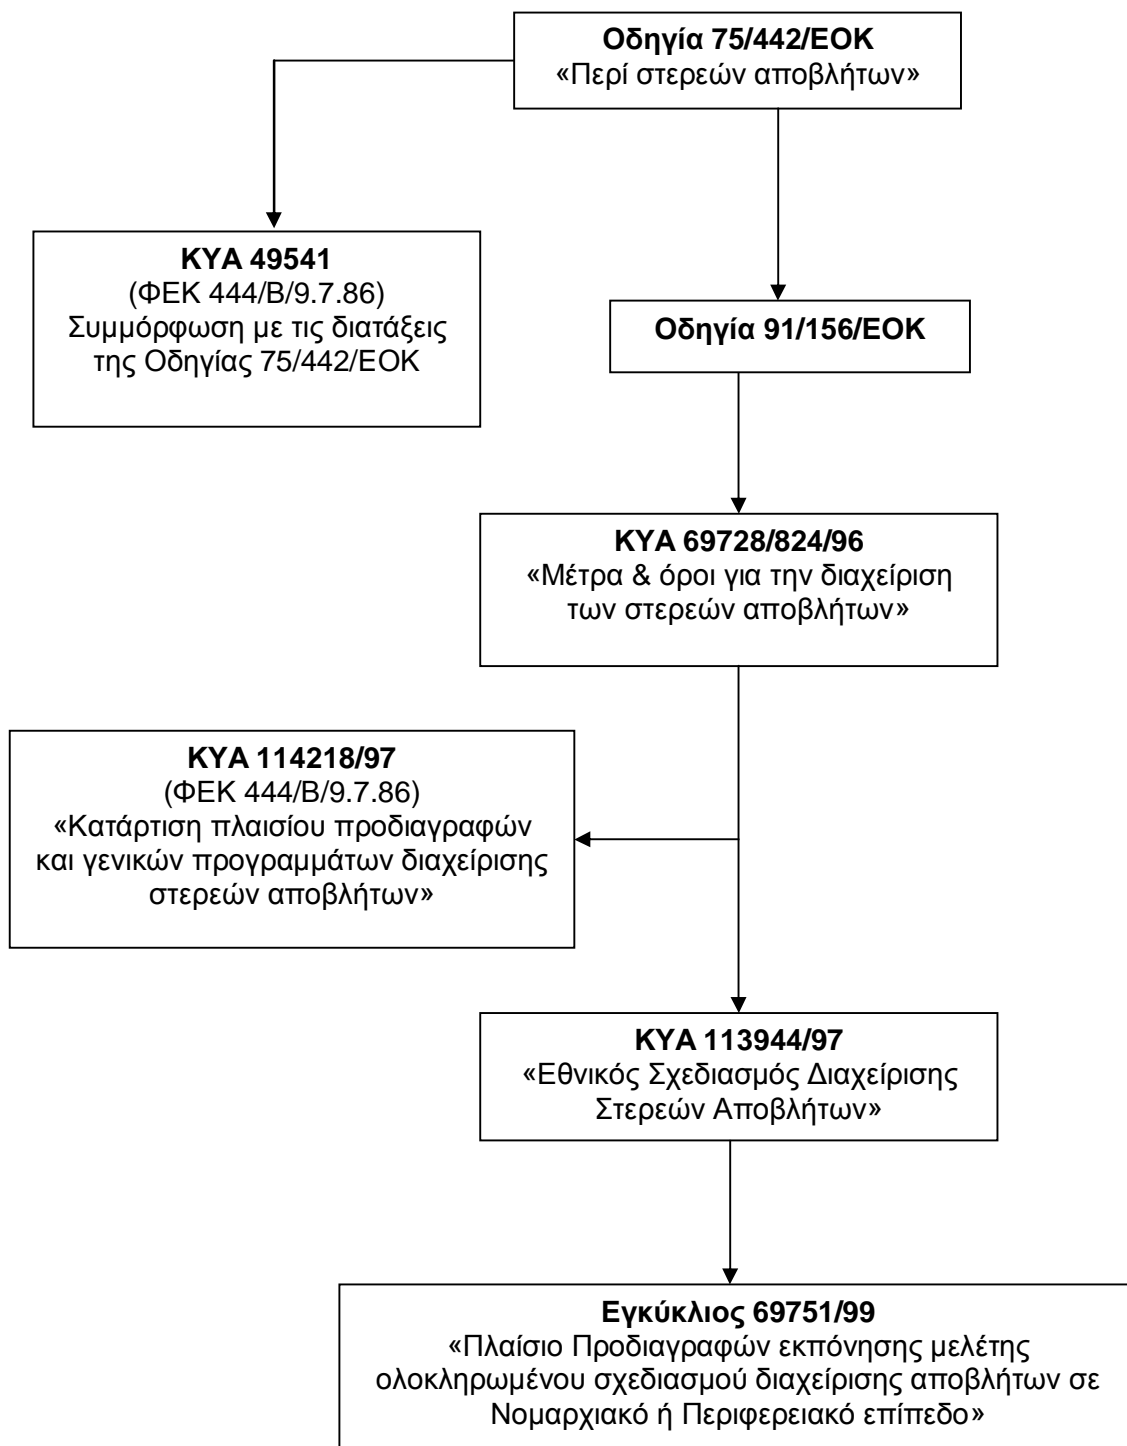 Οδηγία 75/442/ΕΟΚ
«Περί στερεών αποβλήτων»
ΚΥΑ 49541
(ΦΕΚ 444/Β/9.7.86)
Συμμόρφωση με τις διατάξεις
της Οδηγίας 75/442/ΕΟΚ
Οδηγία 91/156/ΕΟΚ
ΚΥΑ 69728/824/96
«Μέτρα & όροι για την διαχείριση
των στερεών αποβλήτων»
ΚΥΑ 114218/97
(ΦΕΚ 444/Β/9.7.86)
«Κατάρτιση πλαισίου προδιαγραφών
και γενικών προγραμμάτων διαχείρισης
στερεών αποβλήτων»
ΚΥΑ 113944/97
«Εθνικός Σχεδιασμός Διαχείρισης
Στερεών Αποβλήτων»
Εγκύκλιος 69751/99
«Πλαίσιο Προδιαγραφών εκπόνησης μελέτης
ολοκληρωμένου σχεδιασμού διαχείρισης αποβλήτων σε
Νομαρχιακό ή Περιφερειακό επίπεδο»